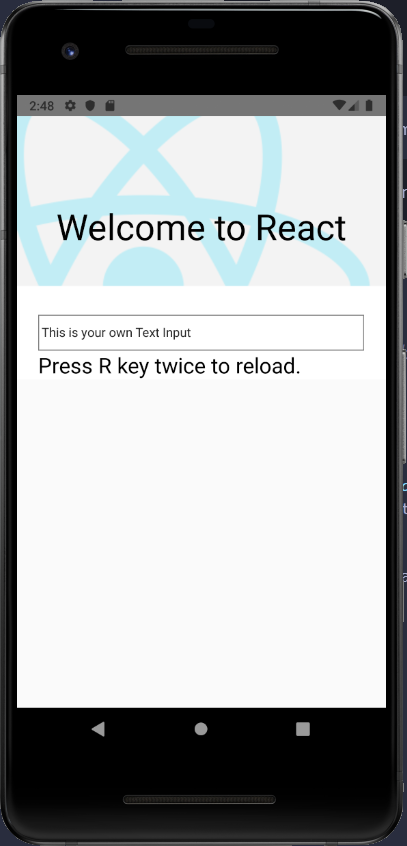 2:48
Welcome to React
This is your own Text Input
Press R key twice to reload.